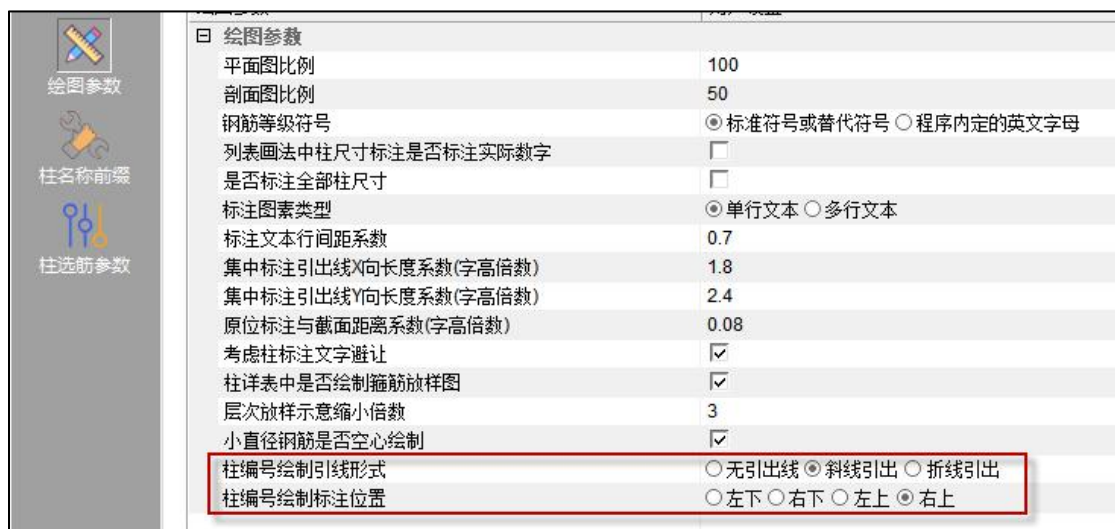 绘图参数
柱名称前缀
柱选筋参数
绘图参数
平面图比例 100
剖面图比例 50
钢筋等级符号 标准符号或替代符号 程序内定的英文字母
列表画法中柱尺寸标注是否标注实际数字
是否标注全部柱尺寸
标注图素类型 单行文本 多行文本
标注文本行间距系数 0.7
集中标注引出线X向长度系数(字高倍数) 1.8
集中标注引出线Y向长度系数(字高倍数) 2.4
原位标注与截面距离系数(字高倍数) 0.08
考虑柱标注文字避让
柱详表中是否绘制箍筋放样图
层次放样示意缩小倍数 3
小直径钢筋是否空心绘制
柱编号绘制引线形式 无引出线 斜线引出 折线引出
柱编号绘制标注位置 左下 右下 左上 右上